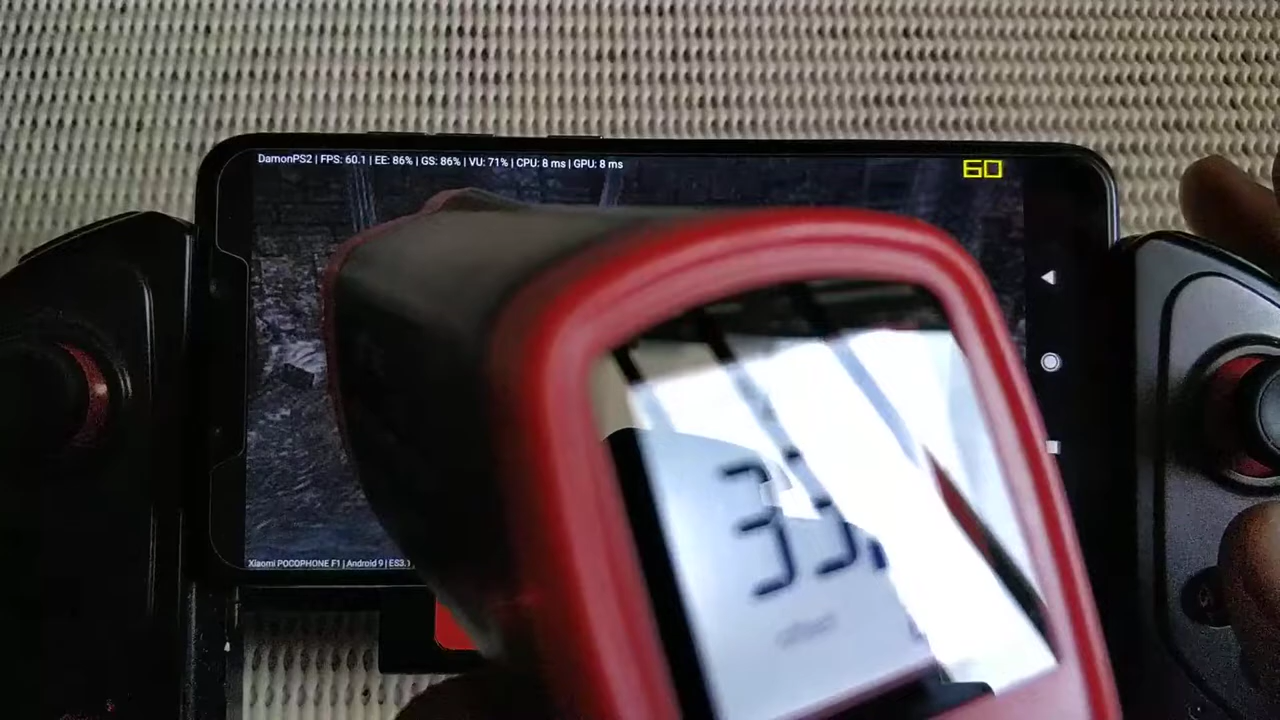 DamonPS2 | FPS: 60.1 | EE: 86% | GS: 86% | VU: 71% | CPU: 8 ms | GPU: 8 ms
60
33
Xiaomi POCOPHONE F1 | Android 9 | ES3.1